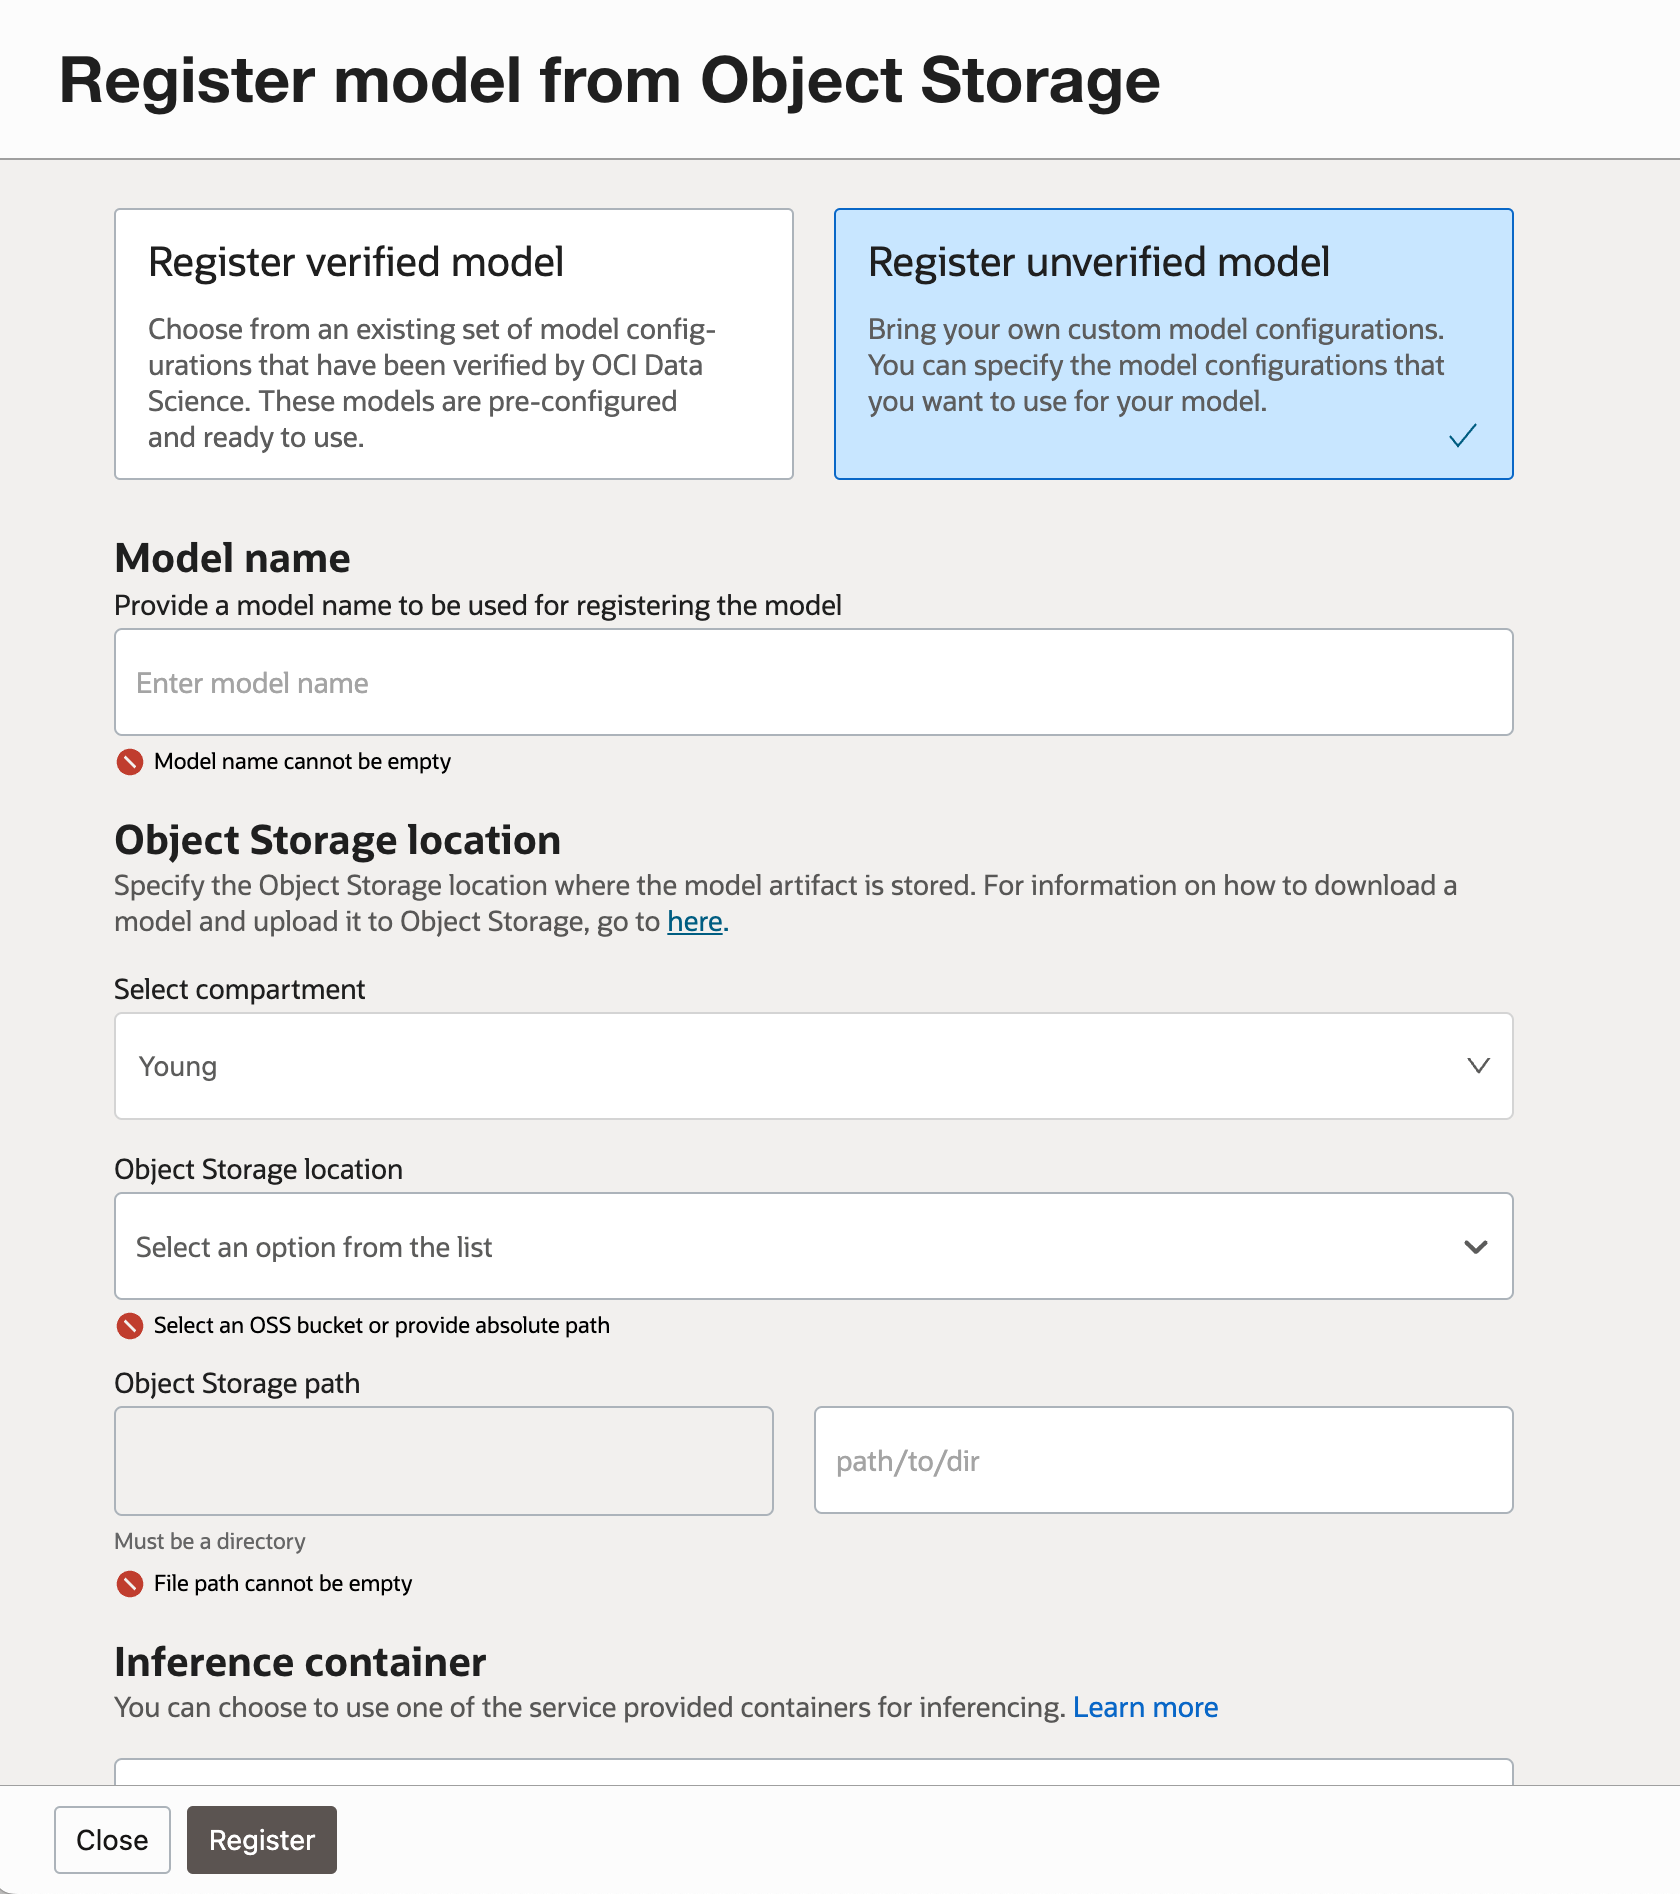 Register model from Object Storage
Register verified model
Choose from an existing set of model config-
urations that have been verified by OCI Data
Science. These models are pre-configured
and ready to use.
Register unverified model
Bring your own custom model configurations.
You can specify the model configurations that
you want to use for your model.
Model name
Provide a model name to be used for registering the model
Enter model name
Model name cannot be empty
Object Storage location
Specify the Object Storage location where the model artifact is stored. For information on how to download a
model and upload it to Object Storage, go to here.
Select compartment
Young
Object Storage location
Select an option from the list
Select an OSS bucket or provide absolute path
Object Storage path
path/to/dir
Must be a directory
File path cannot be empty
Inference container
You can choose to use one of the service provided containers for inferencing. Learn more
Close
Register